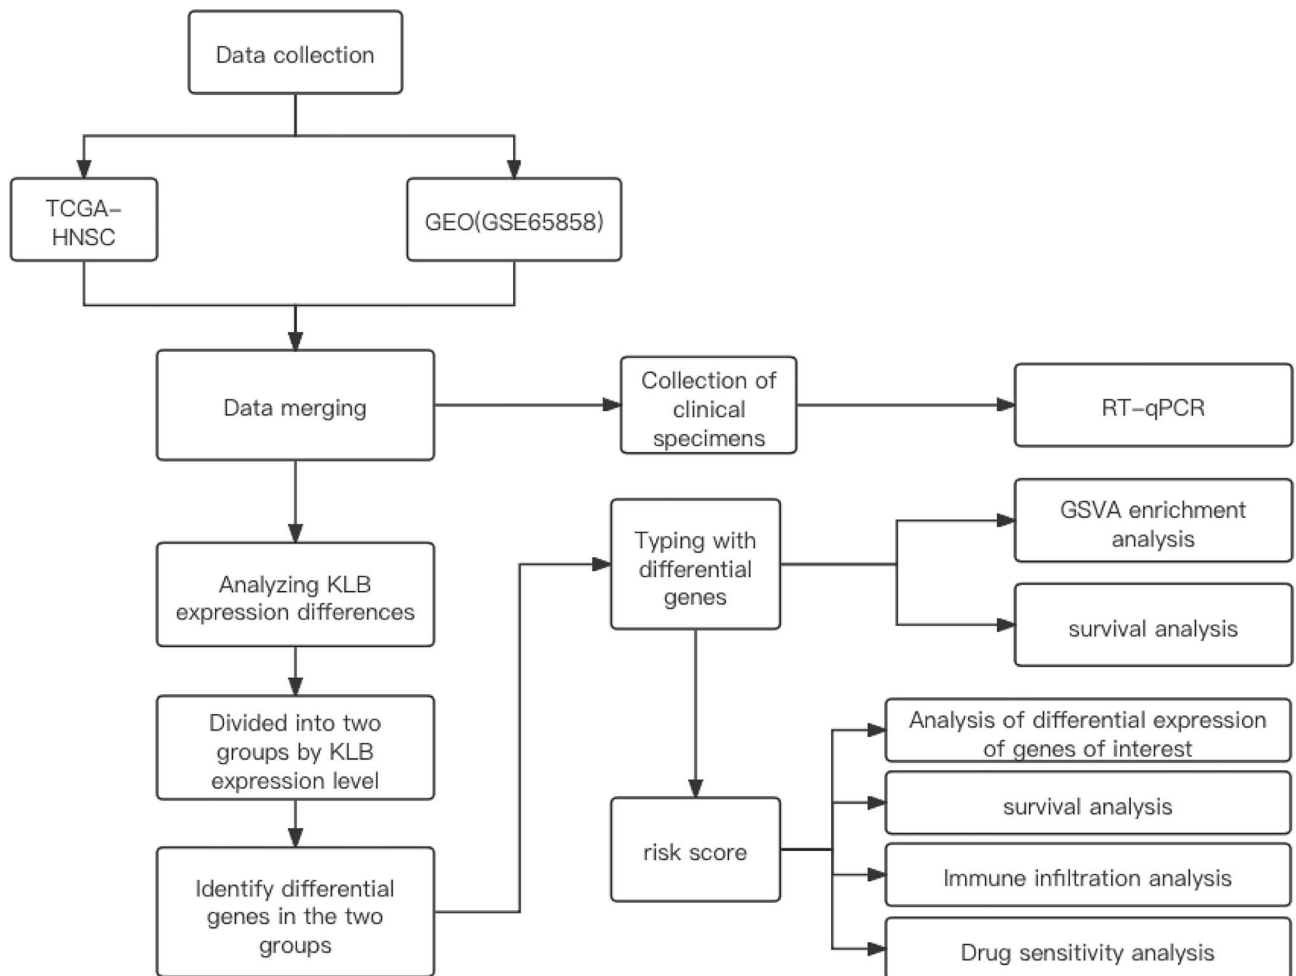 Data collection
TCGA–
HNSC
GEO(GSE65858)
Data merging
Collection of
clinical
specimens
RT–qPCR
Analyzing KLB
expression differences
Divided into two
groups by KLB
expression level
Identify differential
genes in the two
groups
Typing with
differential
genes
GSVA enrichment
analysis
survival analysis
risk score
Analysis of differential expression
of genes of interest
survival analysis
Immune infiltration analysis
Drug sensitivity analysis